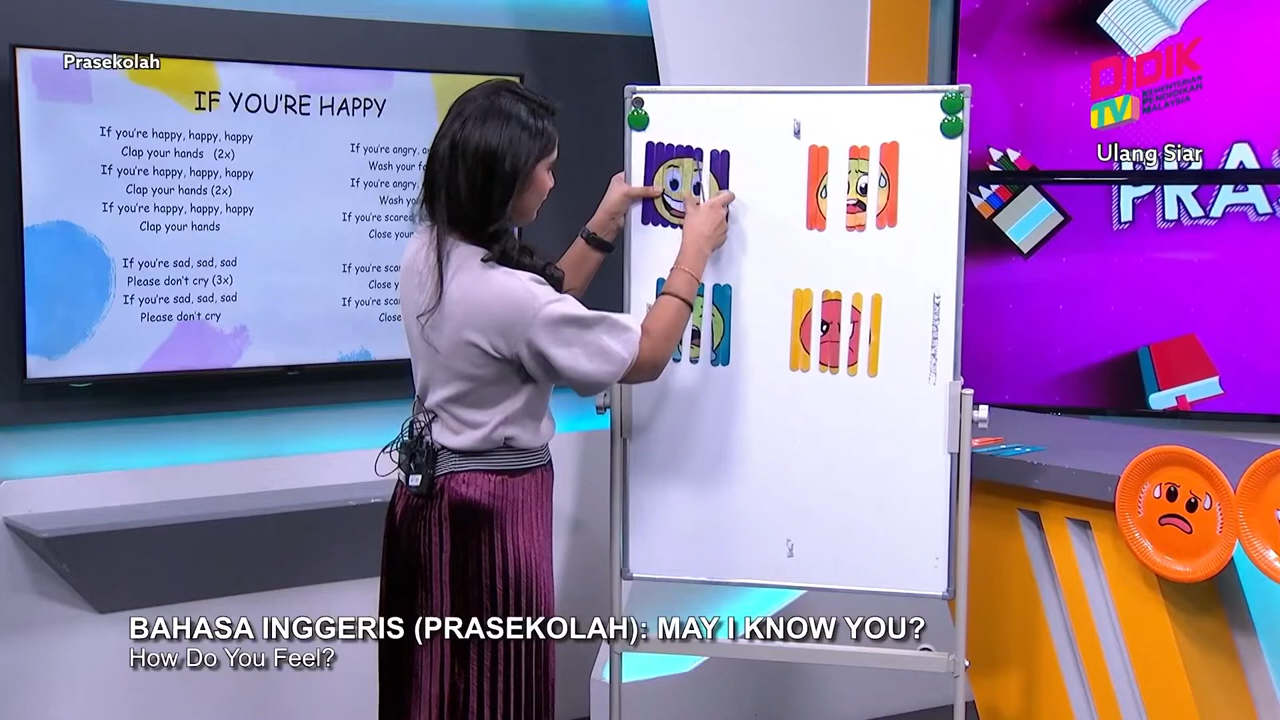 Prasekolah
IF YOU'RE HAPPY
If you're happy, happy, happy
Clap your hands (2x)
If you're happy, happy, happy
Clap your hands (2x)
If you're happy, happy, happy
Clap your hands
If you're sad, sad, sad
Please don't cry (3x)
If you're sad, sad, sad
Please don't cry
If you're angry,
Wash your
If you're angry,
Wash
If you're scared
Close your
If you're
Close
If you're
Close
DIDIK
TV
KEMENTERIAN
PENDIDIKAN
MALAYSIA
Ulang Siar
PRA
BAHASA INGGERIS (PRASEKOLAH): MAY I KNOW YOU?
How Do You Feel?